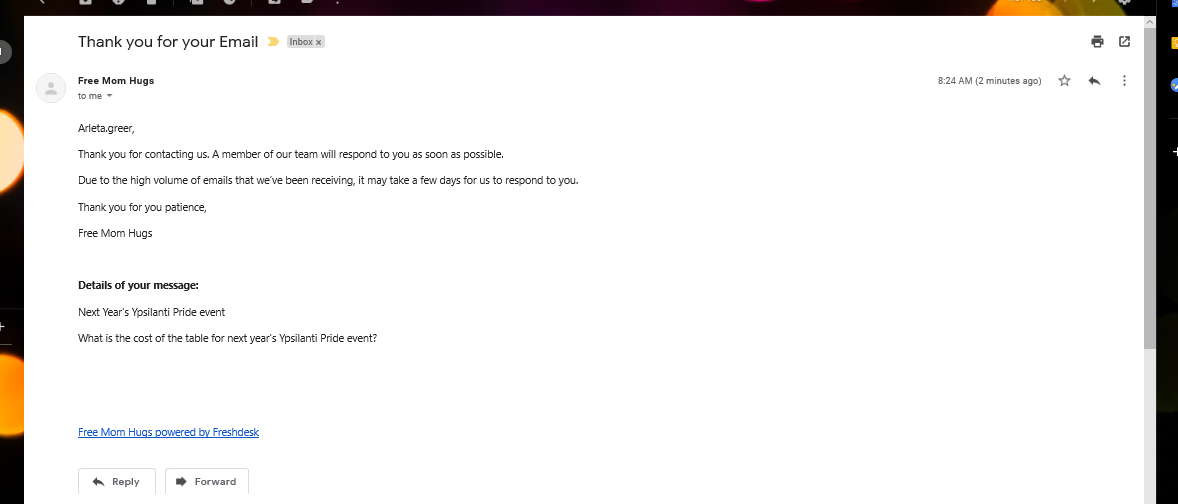 Thank you for your Email
Inbox x
Free Mom Hugs
8:24 AM (2 minutes ago)
to me
Arleta.greer,
Thank you for contacting us. A member of our team will respond to you as soon as possible.
Due to the high volume of emails that we've been receiving, it may take a few days for us to respond to you.
Thank you for you patience,
Free Mom Hugs
Details of your message:
Next Year's Ypsilanti Pride event
What is the cost of the table for next year's Ypsilanti Pride event?
Free Mom Hugs powered by Freshdesk
Reply
Forward